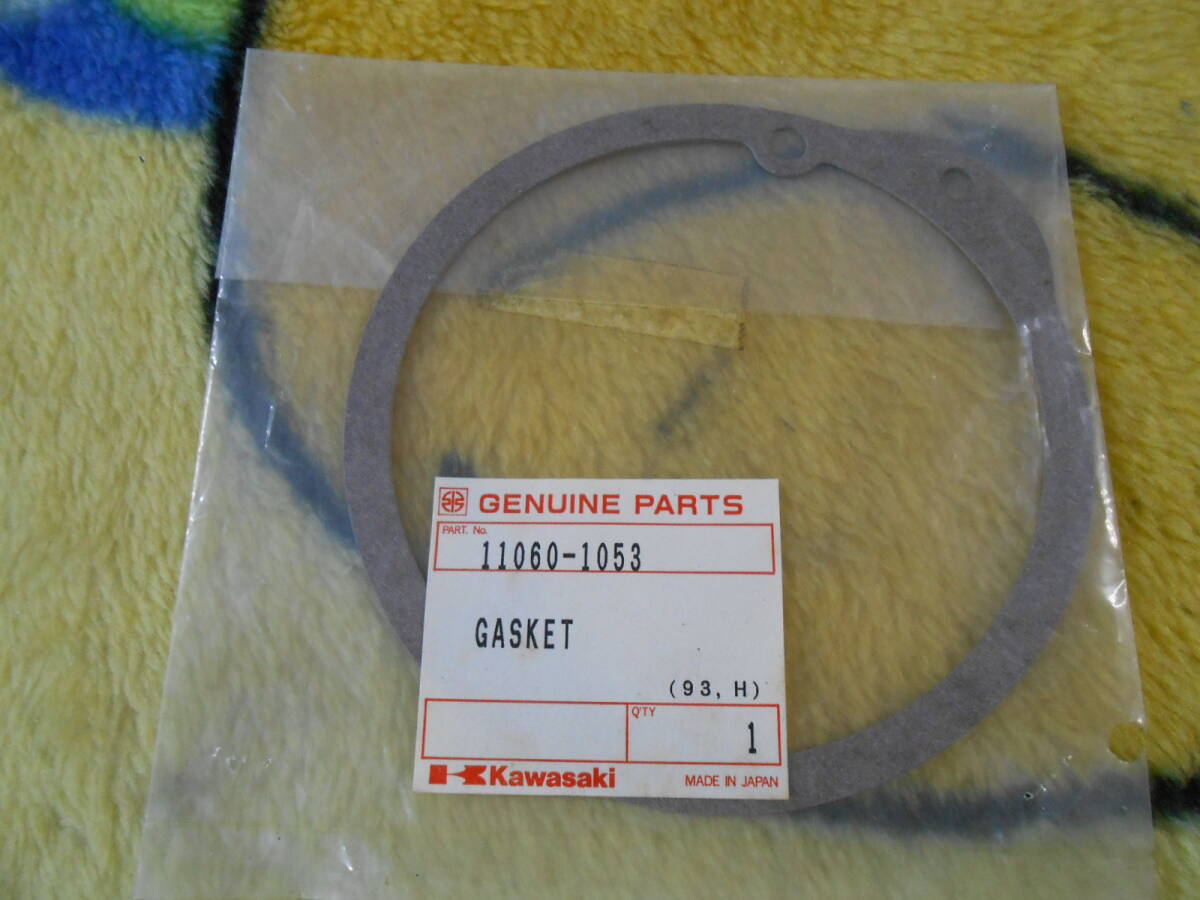 GENUINE PARTS
PART. No.
11060-1053
GASKET
(93, H)
Q'TY
1
Kawasaki
MADE IN JAPAN